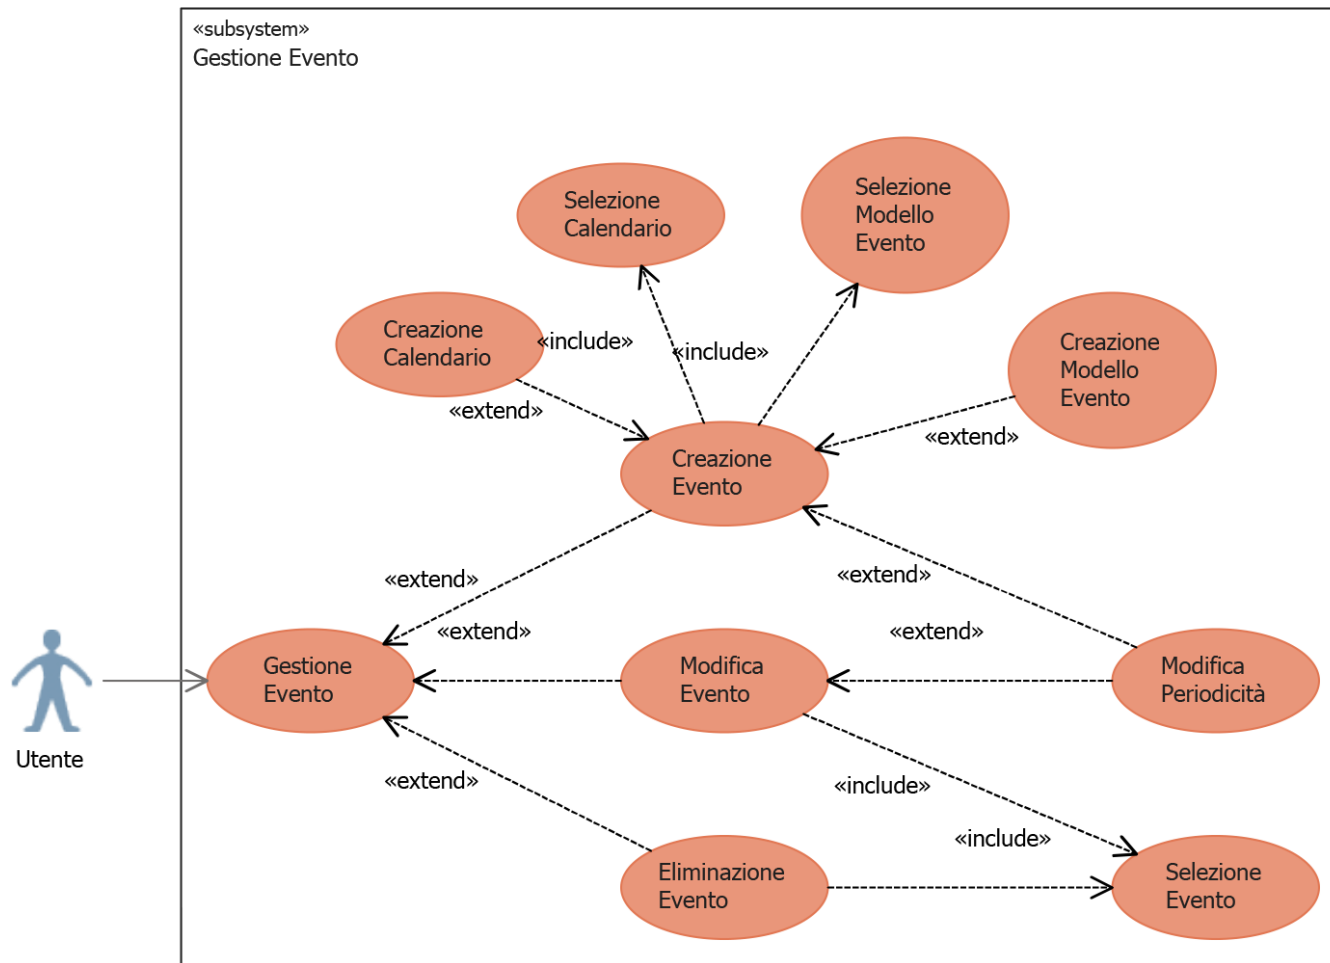 «subsystem»
Gestione Evento
Selezione
Calendario
Selezione
Modello
Evento
Creazione
Calendario
«include»
«include»
Creazione
Modello
Evento
«extend»
«extend»
Creazione
Evento
«extend»
«extend»
«extend»
«extend»
Gestione
Evento
Modifica
Evento
Modifica
Periodicità
Utente
«extend»
«include»
«include»
Eliminazione
Evento
Selezione
Evento